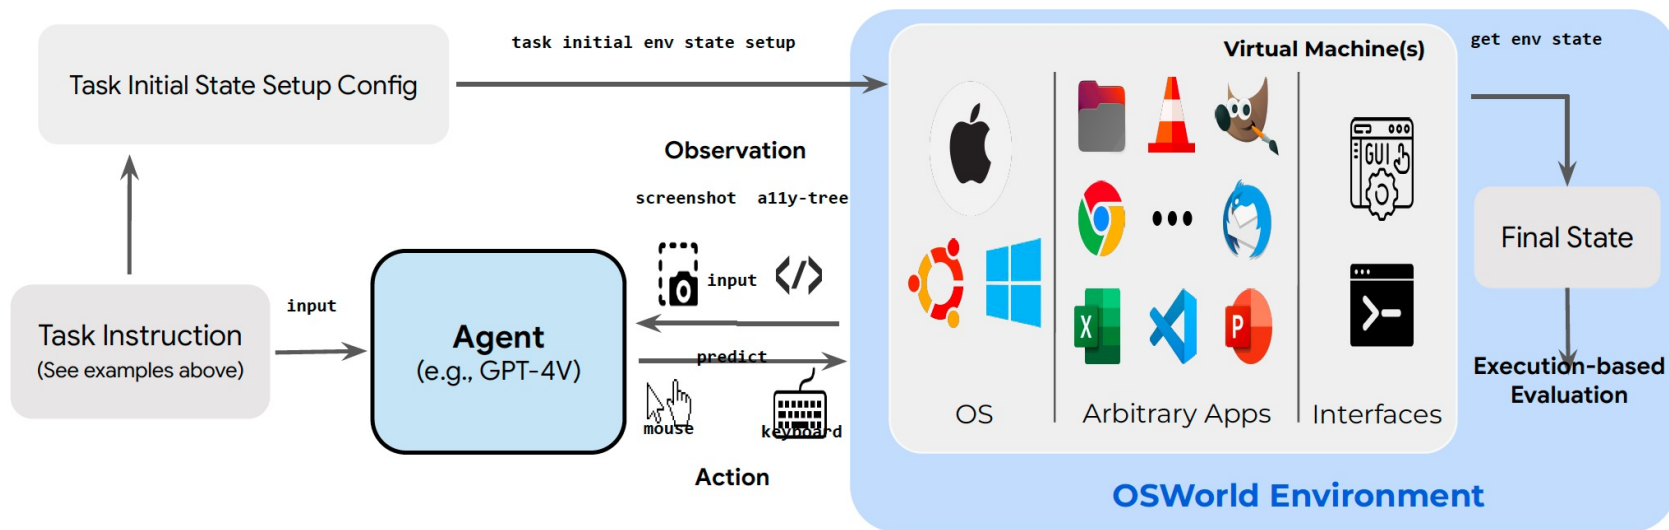 task initial env state setup
Virtual Machine(s)
get env state
Task Initial State Setup Config
Observation
screenshot a11y-tree
GUI
input
Final State
input
Task Instruction
(See examples above)
Agent
(e.g., GPT-4V)
predict
X
P
mouse
keyboard
Execution-based
Evaluation
OS
Arbitrary Apps
Interfaces
Action
OSWorld Environment